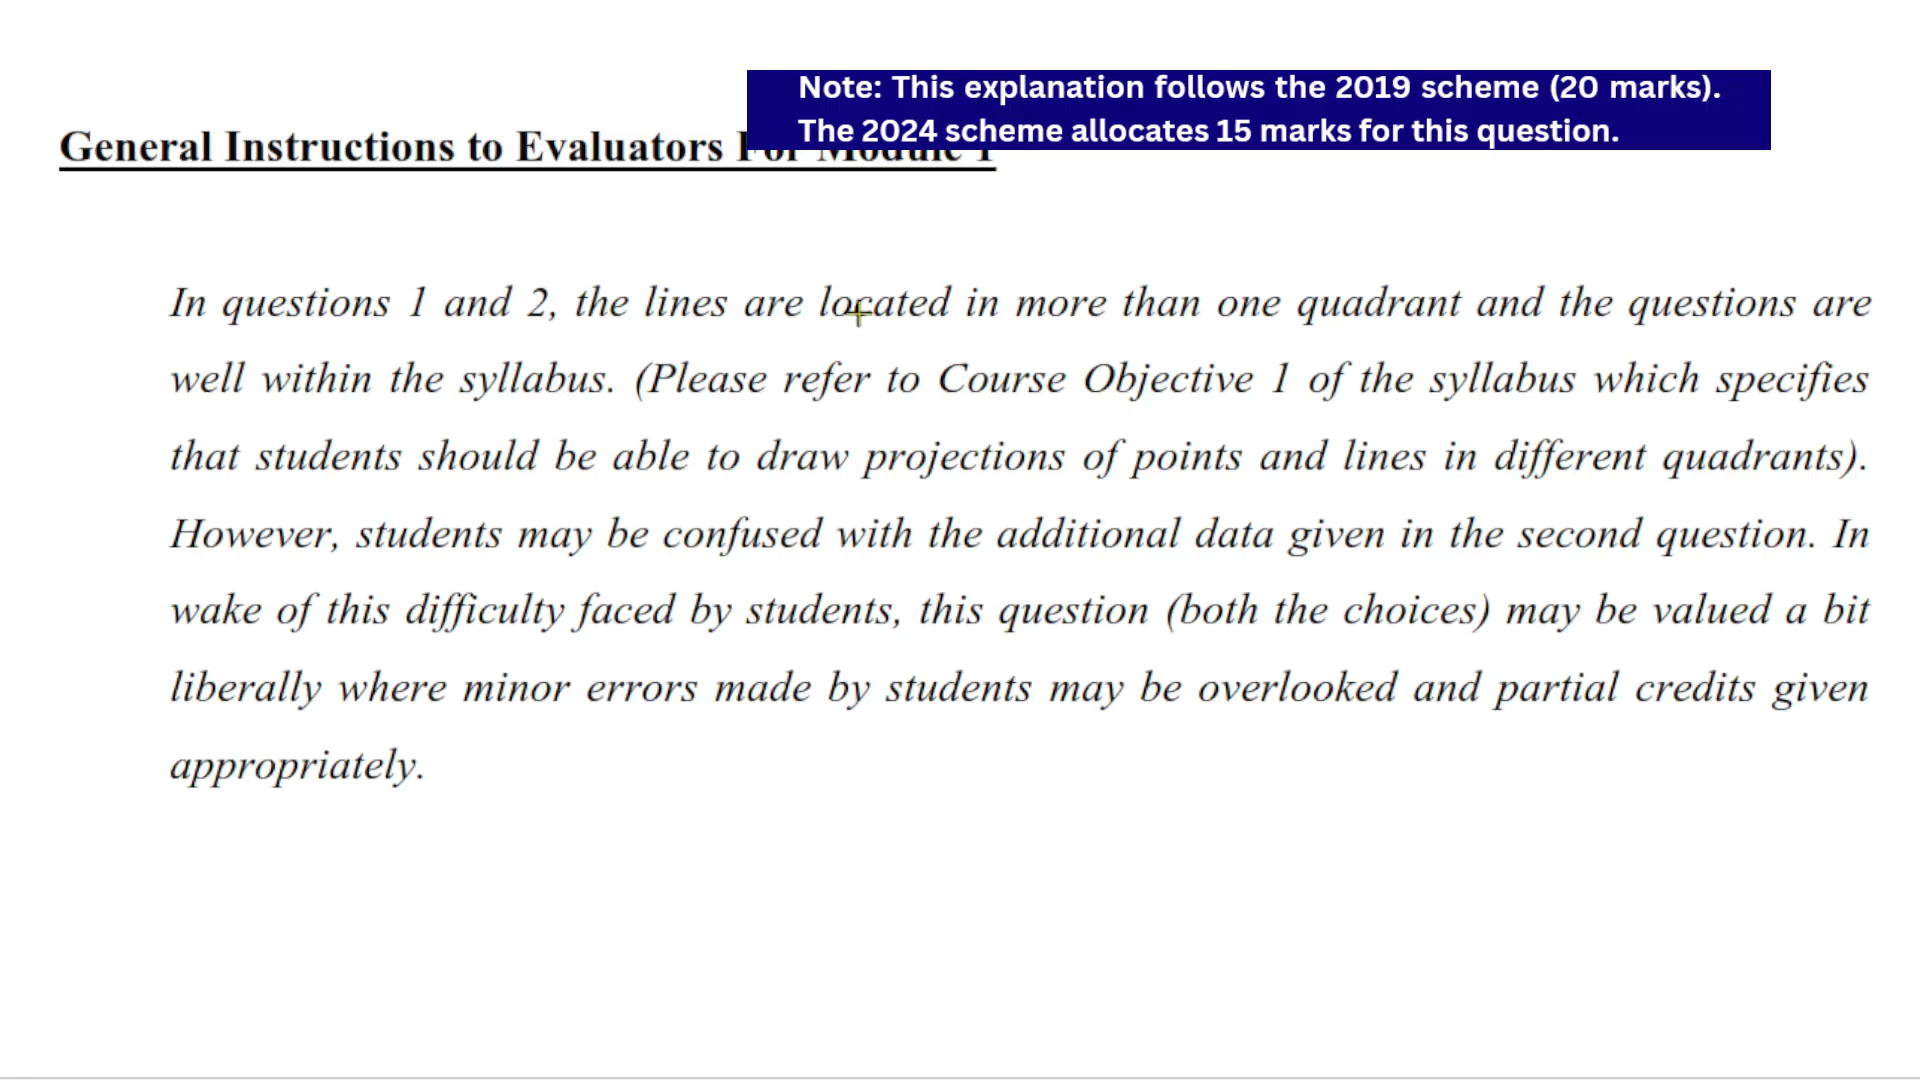 Note: This explanation follows the 2019 scheme (20 marks).
The 2024 scheme allocates 15 marks for this question.
General Instructions to Evaluators For Module 1
In questions 1 and 2, the lines are located in more than one quadrant and the questions are
well within the syllabus. (Please refer to Course Objective 1 of the syllabus which specifies
that students should be able to draw projections of points and lines in different quadrants).
However, students may be confused with the additional data given in the second question. In
wake of this difficulty faced by students, this question (both the choices) may be valued a bit
liberally where minor errors made by students may be overlooked and partial credits given
appropriately.